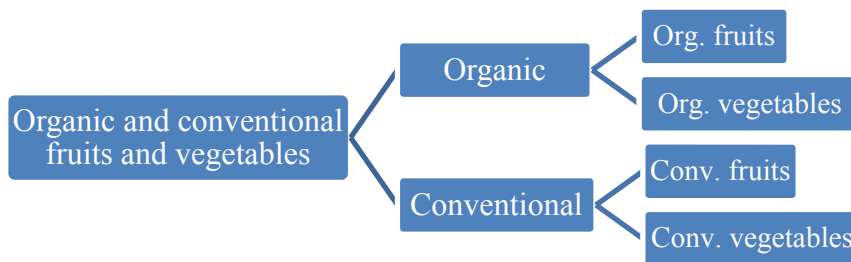 Organic and conventional
fruits and vegetables
Organic
Org. fruits
Org. vegetables
Conventional
Conv. fruits
Conv. vegetables